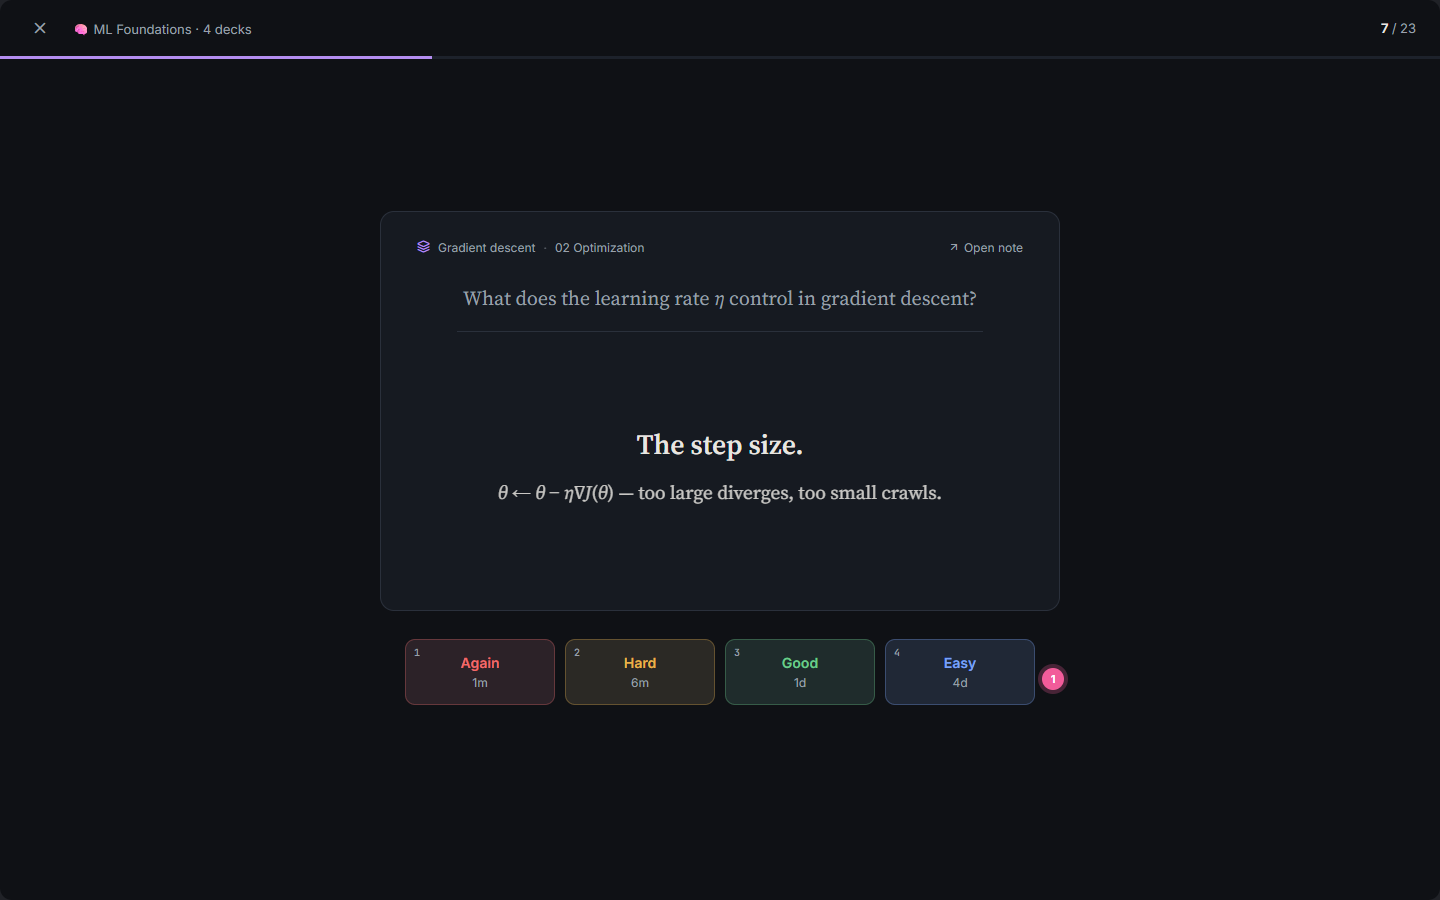 ML Foundations · 4 decks
7 / 23
Gradient descent · 02 Optimization
Open note
What does the learning rate η control in gradient descent?
The step size.
θ ← θ − η∇J(θ) — too large diverges, too small crawls.
1 Again
1m
2 Hard
6m
3 Good
1d
4 Easy
4d
1